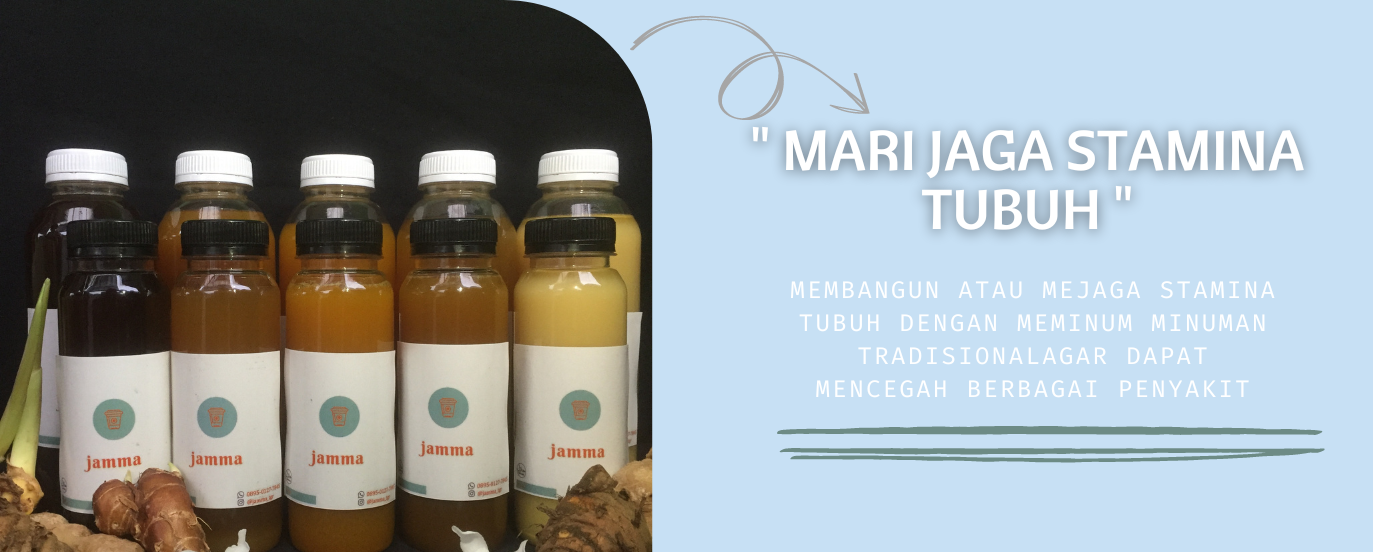 " MARI JAGA STAMINA
TUBUH "
MEMBANGUN ATAU MEJAGA STAMINA
TUBUH DENGAN MEMINUM MINUMAN
TRADISIONALAGAR DAPAT
MENCEGAH BERBAGAI PENYAKIT
jamma
jamma
jamma
jamma
jamma